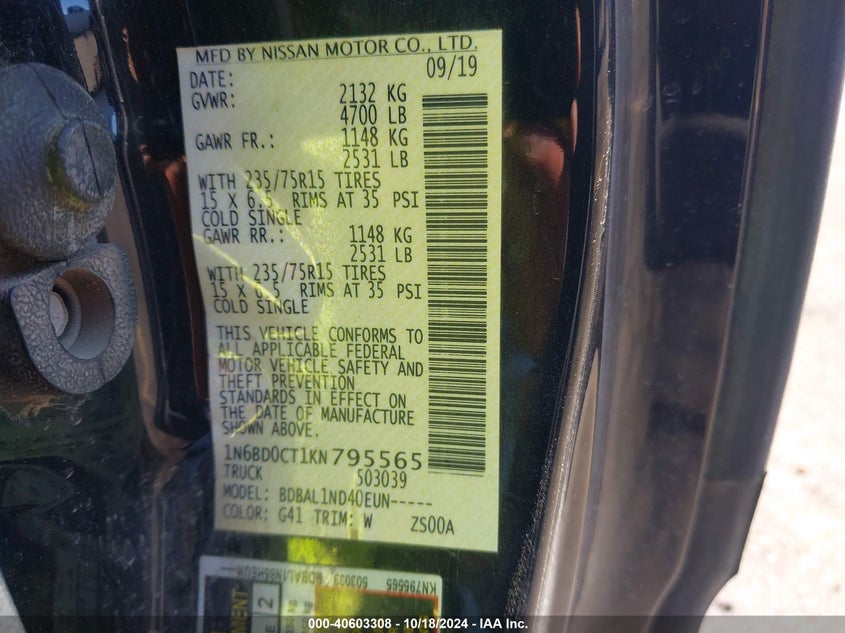 MFD BY NISSAN MOTOR CO., LTD.
DATE: 09/19
GVWR: 2132 KG
4700 LB
GAWR FR.: 1148 KG
2531 LB
WITH 235/75R15 TIRES
15 X 6.5 RIMS AT 35 PSI
COLD SINGLE
GAWR RR.: 1148 KG
2531 LB
WITH 235/75R15 TIRES
15 X 6.5 RIMS AT 35 PSI
COLD SINGLE
THIS VEHICLE CONFORMS TO
ALL APPLICABLE FEDERAL
MOTOR VEHICLE SAFETY AND
THEFT PREVENTION
STANDARDS IN EFFECT ON
THE DATE OF MANUFACTURE
SHOWN ABOVE.
1N6BD0CT1KN795565
TRUCK 503039
MODEL: BDBAL1ND40EUN-----
COLOR: G41 TRIM: W ZS00A
503039
2
000-40603308 - 10/18/2024 - IAA Inc.